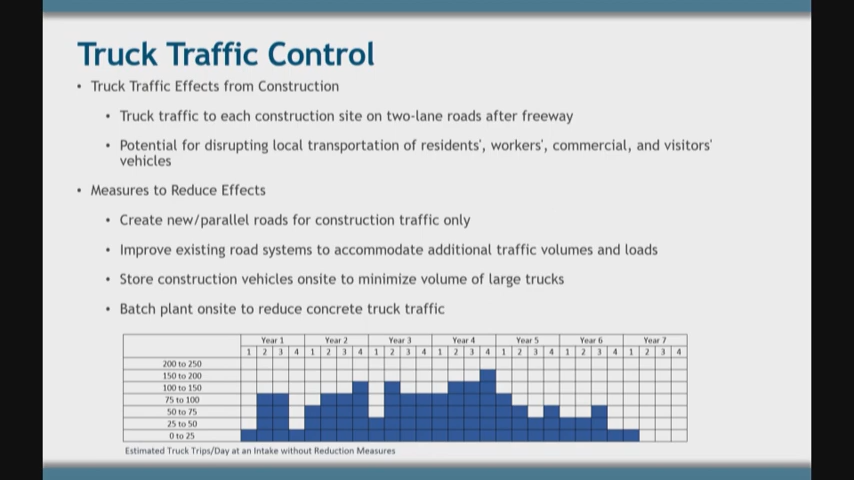 Truck Traffic Control
• Truck Traffic Effects from Construction
• Truck traffic to each construction site on two-lane roads after freeway
• Potential for disrupting local transportation of residents', workers', commercial, and visitors'
vehicles
• Measures to Reduce Effects
• Create new/parallel roads for construction traffic only
• Improve existing road systems to accommodate additional traffic volumes and loads
• Store construction vehicles onsite to minimize volume of large trucks
• Batch plant onsite to reduce concrete truck traffic
Year 1 Year 2 Year 3 Year 4 Year 5 Year 6 Year 7
1 2 3 4 1 2 3 4 1 2 3 4 1 2 3 4 1 2 3 4 1 2 3 4 1 2 3 4
200 to 250
150 to 200
100 to 150
75 to 100
50 to 75
25 to 50
0 to 25
Estimated Truck Trips/Day at an Intake without Reduction Measures